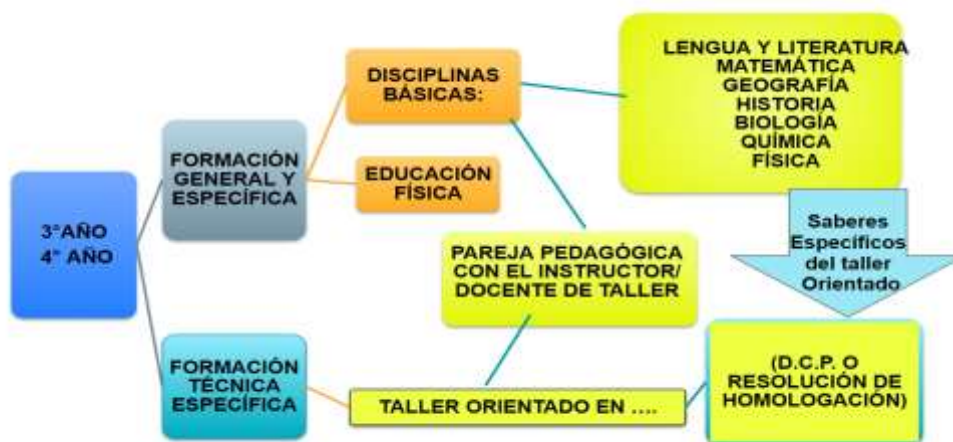 3°AÑO
4° AÑO
FORMACIÓN
GENERAL Y
ESPECÍFICA
DISCIPLINAS
BÁSICAS:
EDUCACIÓN
FÍSICA
LENGUA Y LITERATURA
MATEMÁTICA
GEOGRAFÍA
HISTORIA
BIOLOGÍA
QUÍMICA
FÍSICA
PAREJA PEDAGÓGICA
CON EL INSTRUCTOR/
DOCENTE DE TALLER
Saberes
Específicos
del taller
Orientado
FORMACIÓN
TÉCNICA
ESPECÍFICA
TALLER ORIENTADO EN ....
(D.C.P. O
RESOLUCIÓN DE
HOMOLOGACIÓN)